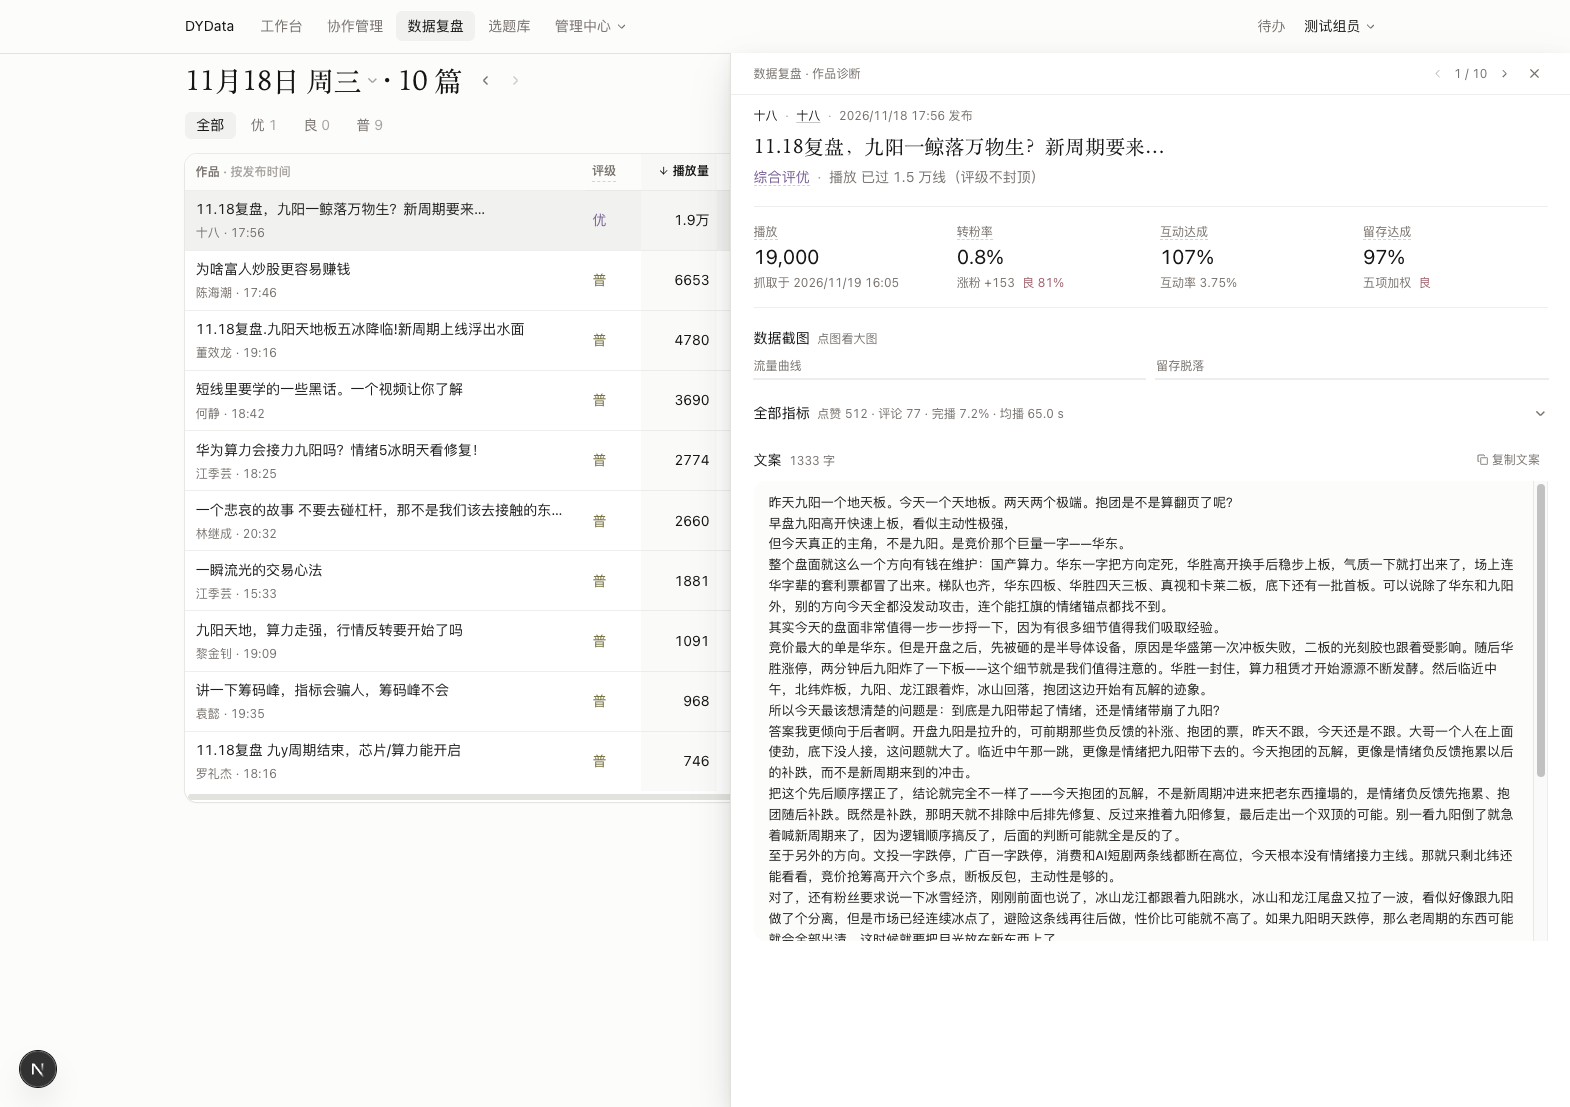 DYData 工作台 协作管理 数据复盘 选题库 管理中心 待办 测试组员
11月18日 周三 · 10 篇
全部 优 1 良 0 普 9
作品 · 按发布时间 评级 ↓ 播放量
11.18复盘，九阳一鲸落万物生？新周期要来...
十八 · 17:56
优 1.9万
为啥富人炒股更容易赚钱
陈海潮 · 17:46
普 6653
11.18复盘.九阳天地板五冰降临!新周期上线浮出水面
董效龙 · 19:16
普 4780
短线里要学的一些黑话。一个视频让你了解
何静 · 18:42
普 3690
华为算力会接力九阳吗？情绪5冰明天看修复！
江季芸 · 18:25
普 2774
一个悲哀的故事 不要去碰杠杆，那不是我们该去接触的东...
林继成 · 20:32
普 2660
一瞬流光的交易心法
江季芸 · 15:33
普 1881
九阳天地，算力走强，行情反转要开始了吗
黎金钊 · 19:09
普 1091
讲一下筹码峰，指标会骗人，筹码峰不会
袁懿 · 19:35
普 968
11.18复盘 九y周期结束，芯片/算力能开启
罗礼杰 · 18:16
普 746
N
数据复盘 · 作品诊断 1 / 10
十八 · 十八 · 2026/11/18 17:56 发布
11.18复盘，九阳一鲸落万物生？新周期要来...
综合评优 · 播放 已过 1.5 万线（评级不封顶）
播放 转粉率 互动达成 留存达成
19,000 0.8% 107% 97%
抓取于 2026/11/19 16:05 涨粉 +153 良 81% 互动率 3.75% 五项加权 良
数据截图 点图看大图
流量曲线 留存脱落
全部指标 点赞 512 · 评论 77 · 完播 7.2% · 均播 65.0 s
文案 1333 字 复制文案
昨天九阳一个地天板。今天一个天地板。两天两个极端。抱团是不是算翻页了呢?
早盘九阳高开快速上板，看似主动性极强，
但今天真正的主角，不是九阳。是竞价那个巨量一字——华东。
整个盘面就这么一个方向有钱在维护：国产算力。华东一字把方向定死，华胜高开换手后稳步上板，气质一下就打出来了，场上连
华字辈的套利票都冒了出来。梯队也齐，华东四板、华胜四天三板、真视和卡莱二板，底下还有一批首板。可以说除了华东和九阳
外，别的方向今天全都没发动攻击，连个能扛旗的情绪锚点都找不到。
其实今天的盘面非常值得一步一步捋一下，因为有很多细节值得我们吸取经验。
竞价最大的单是华东。但是开盘之后，先被砸的是半导体设备，原因是华盛第一次冲板失败，二板的光刻胶也跟着受影响。随后华
胜涨停，两分钟后九阳炸了一下板——这个细节就是我们值得注意的。华胜一封住，算力租赁才开始源源不断发酵。然后临近中
午，北纬炸板，九阳、龙江跟着炸，冰山回落，抱团这边开始有瓦解的迹象。
所以今天最该想清楚的问题是：到底是九阳带起了情绪，还是情绪带崩了九阳?
答案我更倾向于后者啊。开盘九阳是拉升的，可前期那些负反馈的补涨、抱团的票，昨天不跟，今天还是不跟。大哥一个人在上面
使劲，底下没人接，这问题就大了。临近中午那一跳，更像是情绪把九阳带下去的。今天抱团的瓦解，更像是情绪负反馈拖累以后
的补跌，而不是新周期来到的冲击。
把这个先后顺序摆正了，结论就完全不一样了——今天抱团的瓦解，不是新周期冲进来把老东西撞塌的，是情绪负反馈先拖累、抱
团随后补跌。既然是补跌，那明天就不排除中后排先修复、反过来推着九阳修复，最后走出一个双顶的可能。别一看九阳倒了就急
着喊新周期来了，因为逻辑顺序搞反了，后面的判断可能就全是反的了。
至于另外的方向。文投一字跌停，广百一字跌停，消费和AI短剧两条线都断在高位，今天根本没有情绪接力主线。那就只剩北纬还
能看看，竞价抢筹高开六个多点，断板反包，主动性是够的。
对了，还有粉丝要求说一下冰雪经济，刚刚前面也说了，冰山龙江都跟着九阳跳水，冰山和龙江尾盘又拉了一波，看似好像跟九阳
做了个分离，但是市场已经连续冰点了，避险这条线再往后做，性价比可能就不高了。如果九阳明天跌停，那么老周期的东西可能
就会全部出清，这时候就要把目光放在新东西上了